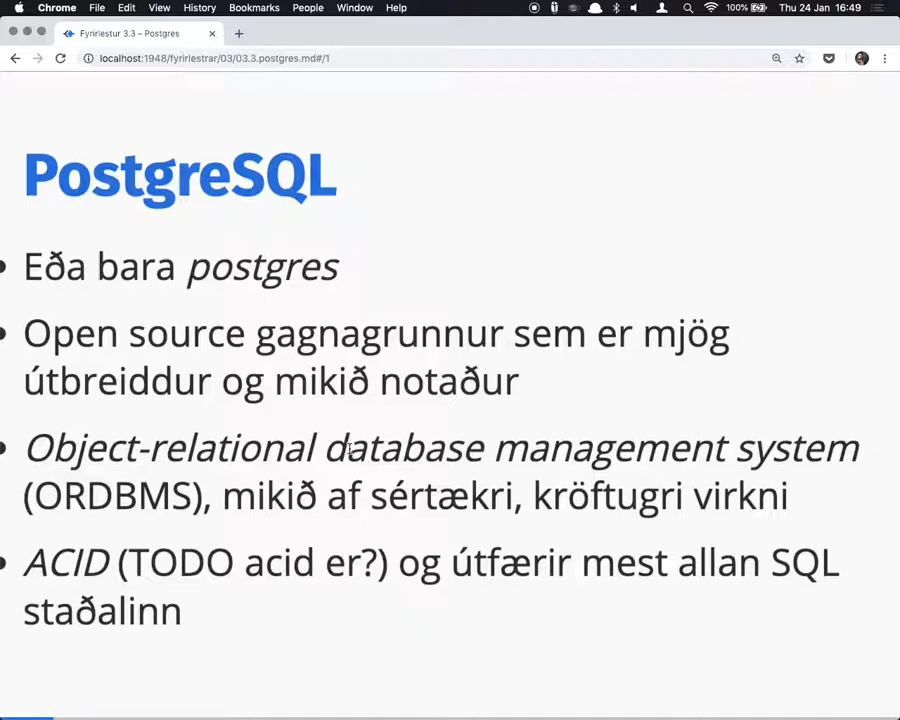 Chrome File Edit View History Bookmarks People Window Help 100% Thu 24 Jan 16:49
Fyrirlestur 3.3 – Postgres
localhost:1948/fyrirlestrar/03/03.3.postgres.md#/1
PostgreSQL
• Eða bara postgres
• Open source gagnagrunnur sem er mjög
útbreiddur og mikið notaður
• Object-relational database management system
(ORDBMS), mikið af sértækri, kröftugri virkni
• ACID (TODO acid er?) og útfærir mest allan SQL
staðalinn